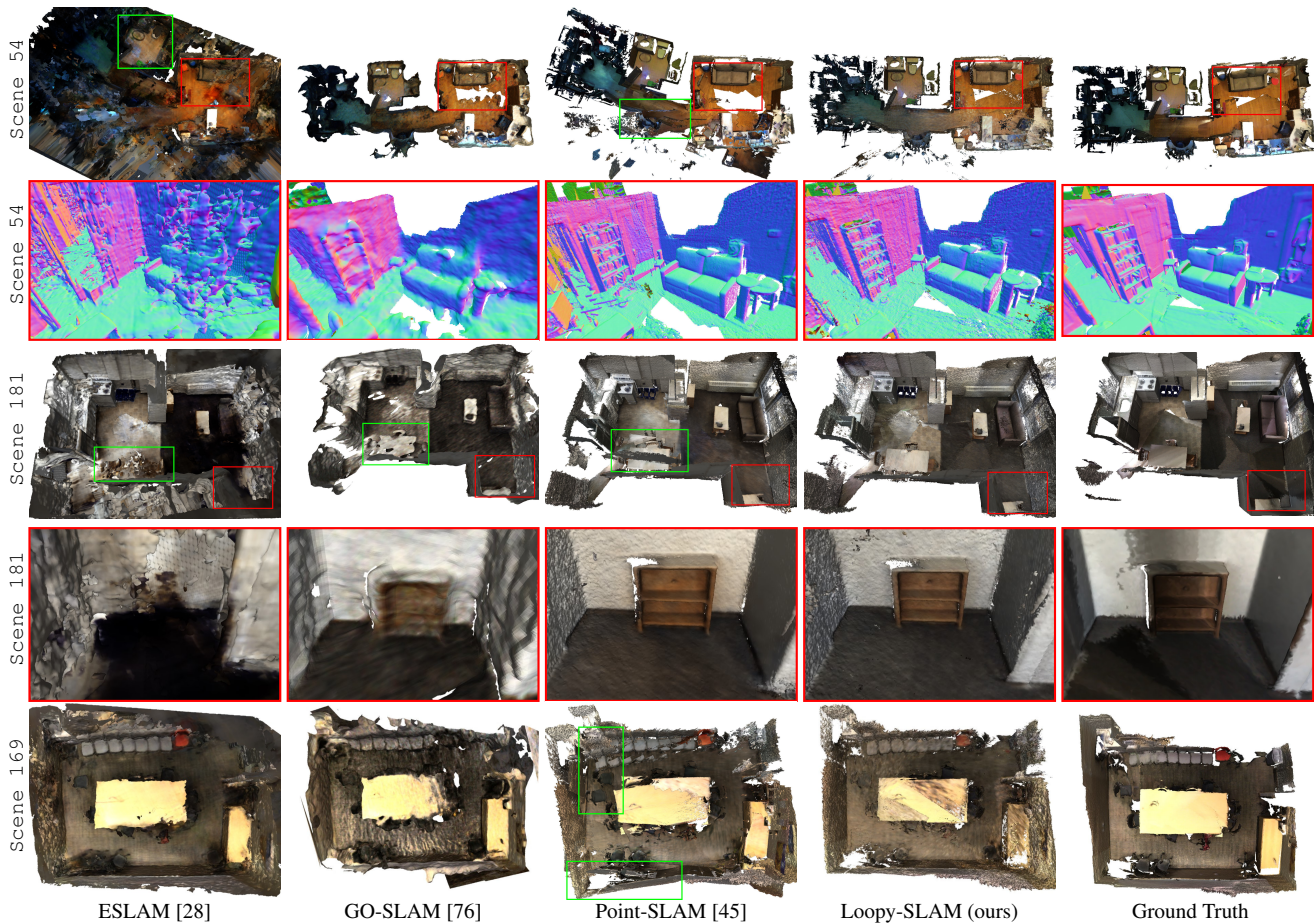 Scene 54
Scene 54
Scene 181
Scene 181
Scene 169
ESLAM [28]
GO-SLAM [76]
Point-SLAM [45]
Loopy-SLAM (ours)
Ground Truth